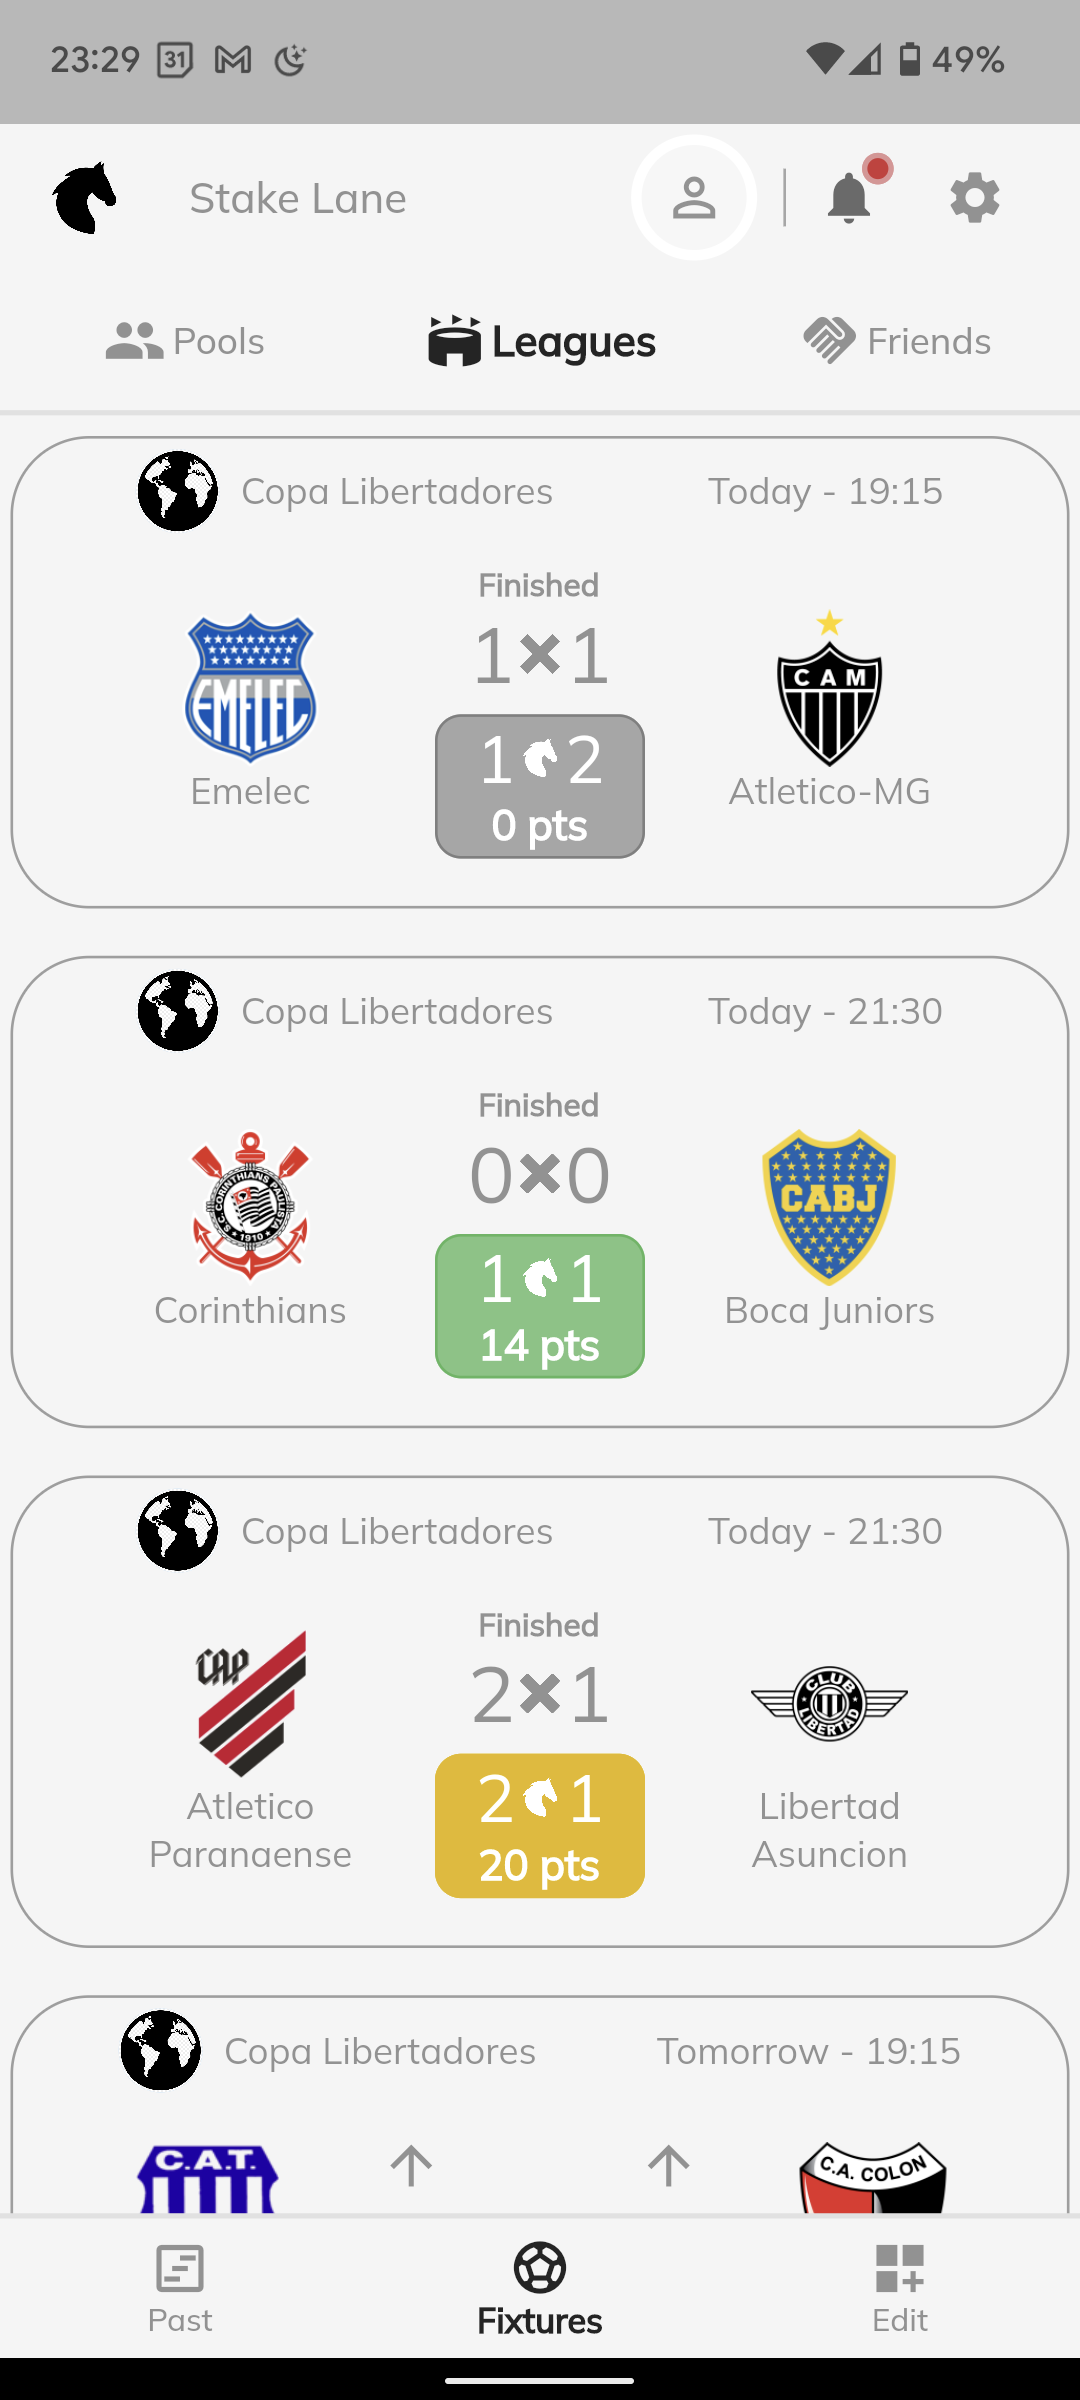 23:29 31 49%
Stake Lane
Pools Leagues Friends
Copa Libertadores Today - 19:15
Finished
1 1
CAM
EMELEC
1 2
Emelec Atletico-MG
0 pts
Copa Libertadores Today - 21:30
Finished
0 0
S.C. CORINTHIANS PAULISTA
1910
CABJ
1 1
Corinthians Boca Juniors
14 pts
Copa Libertadores Today - 21:30
Finished
CAP
2 1
CLUB
LIBERTAD
2 1
Atletico Libertad
Paranaense Asuncion
20 pts
Copa Libertadores Tomorrow - 19:15
C.A.T. C.A. COLON
Past Fixtures Edit